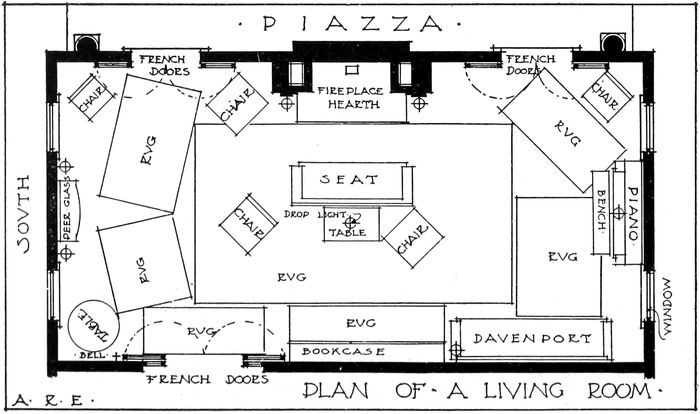 · PIAZZA ·
FRENCH
DOORS
FRENCH
DOORS
CHAIR
CHAIR
FIREPLACE
HEARTH
CHAIR
RVG
RVG
SOUTH
PEER GLASS
SEAT
BENCH
PIANO
CHAIR
DROP LIGHT
TABLE
CHAIR
RVG
RVG
RVG
WINDOW
TABLE
RVG
RVG
BELL
BOOKCASE
DAVENPORT
FRENCH DOORS
PLAN OF · A LIVING ROOM ·
A. R. E.